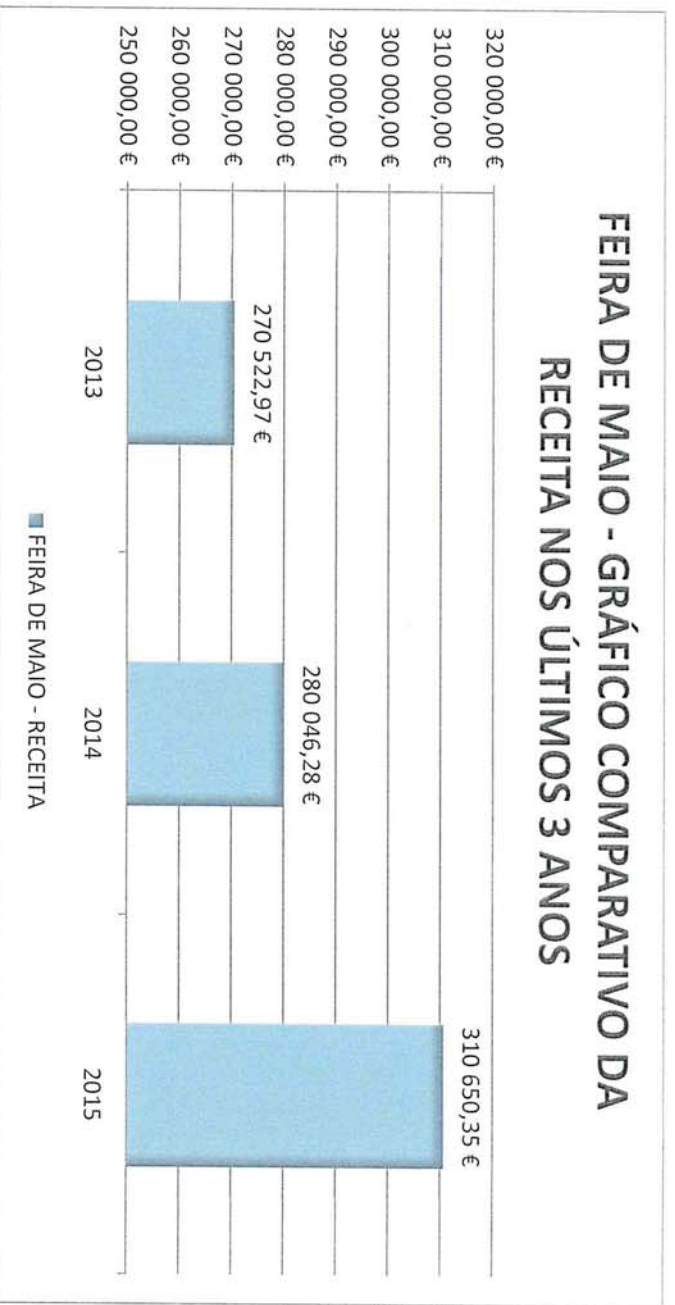 FEIRA DE MAIO - GRÁFICO COMPARATIVO DA
RECEITA NOS ÚLTIMOS 3 ANOS
320 000,00 €
310 000,00 €
300 000,00 €
290 000,00 €
280 000,00 €
270 000,00 €
260 000,00 €
250 000,00 €
270 522,97 €
280 046,28 €
310 650,35 €
2013
2014
2015
FEIRA DE MAIO - RECEITA